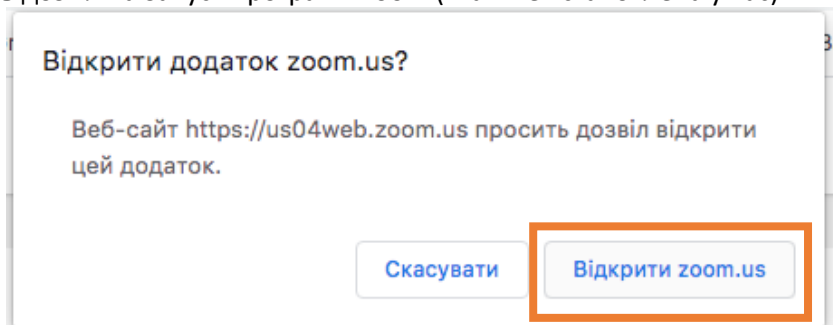 Відкрити додаток zoom.us?
Веб-сайт https://us04web.zoom.us просить дозвіл відкрити
цей додаток.
Скасувати
Відкрити zoom.us